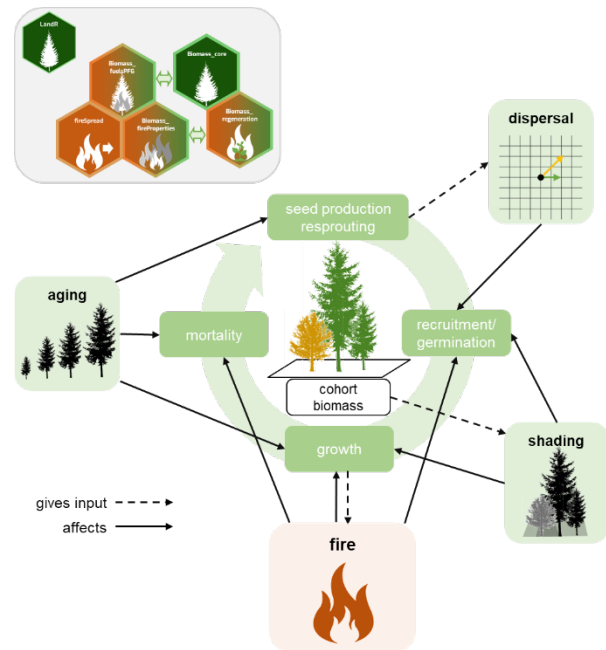 LandR
Biomass_
fuelsPFG
Biomass_core
fireSpread
Biomass_
fireProperties
Biomass_
regeneration
dispersal
seed production
resprouting
aging
mortality
recruitment/
germination
cohort
biomass
growth
shading
gives input
affects
fire